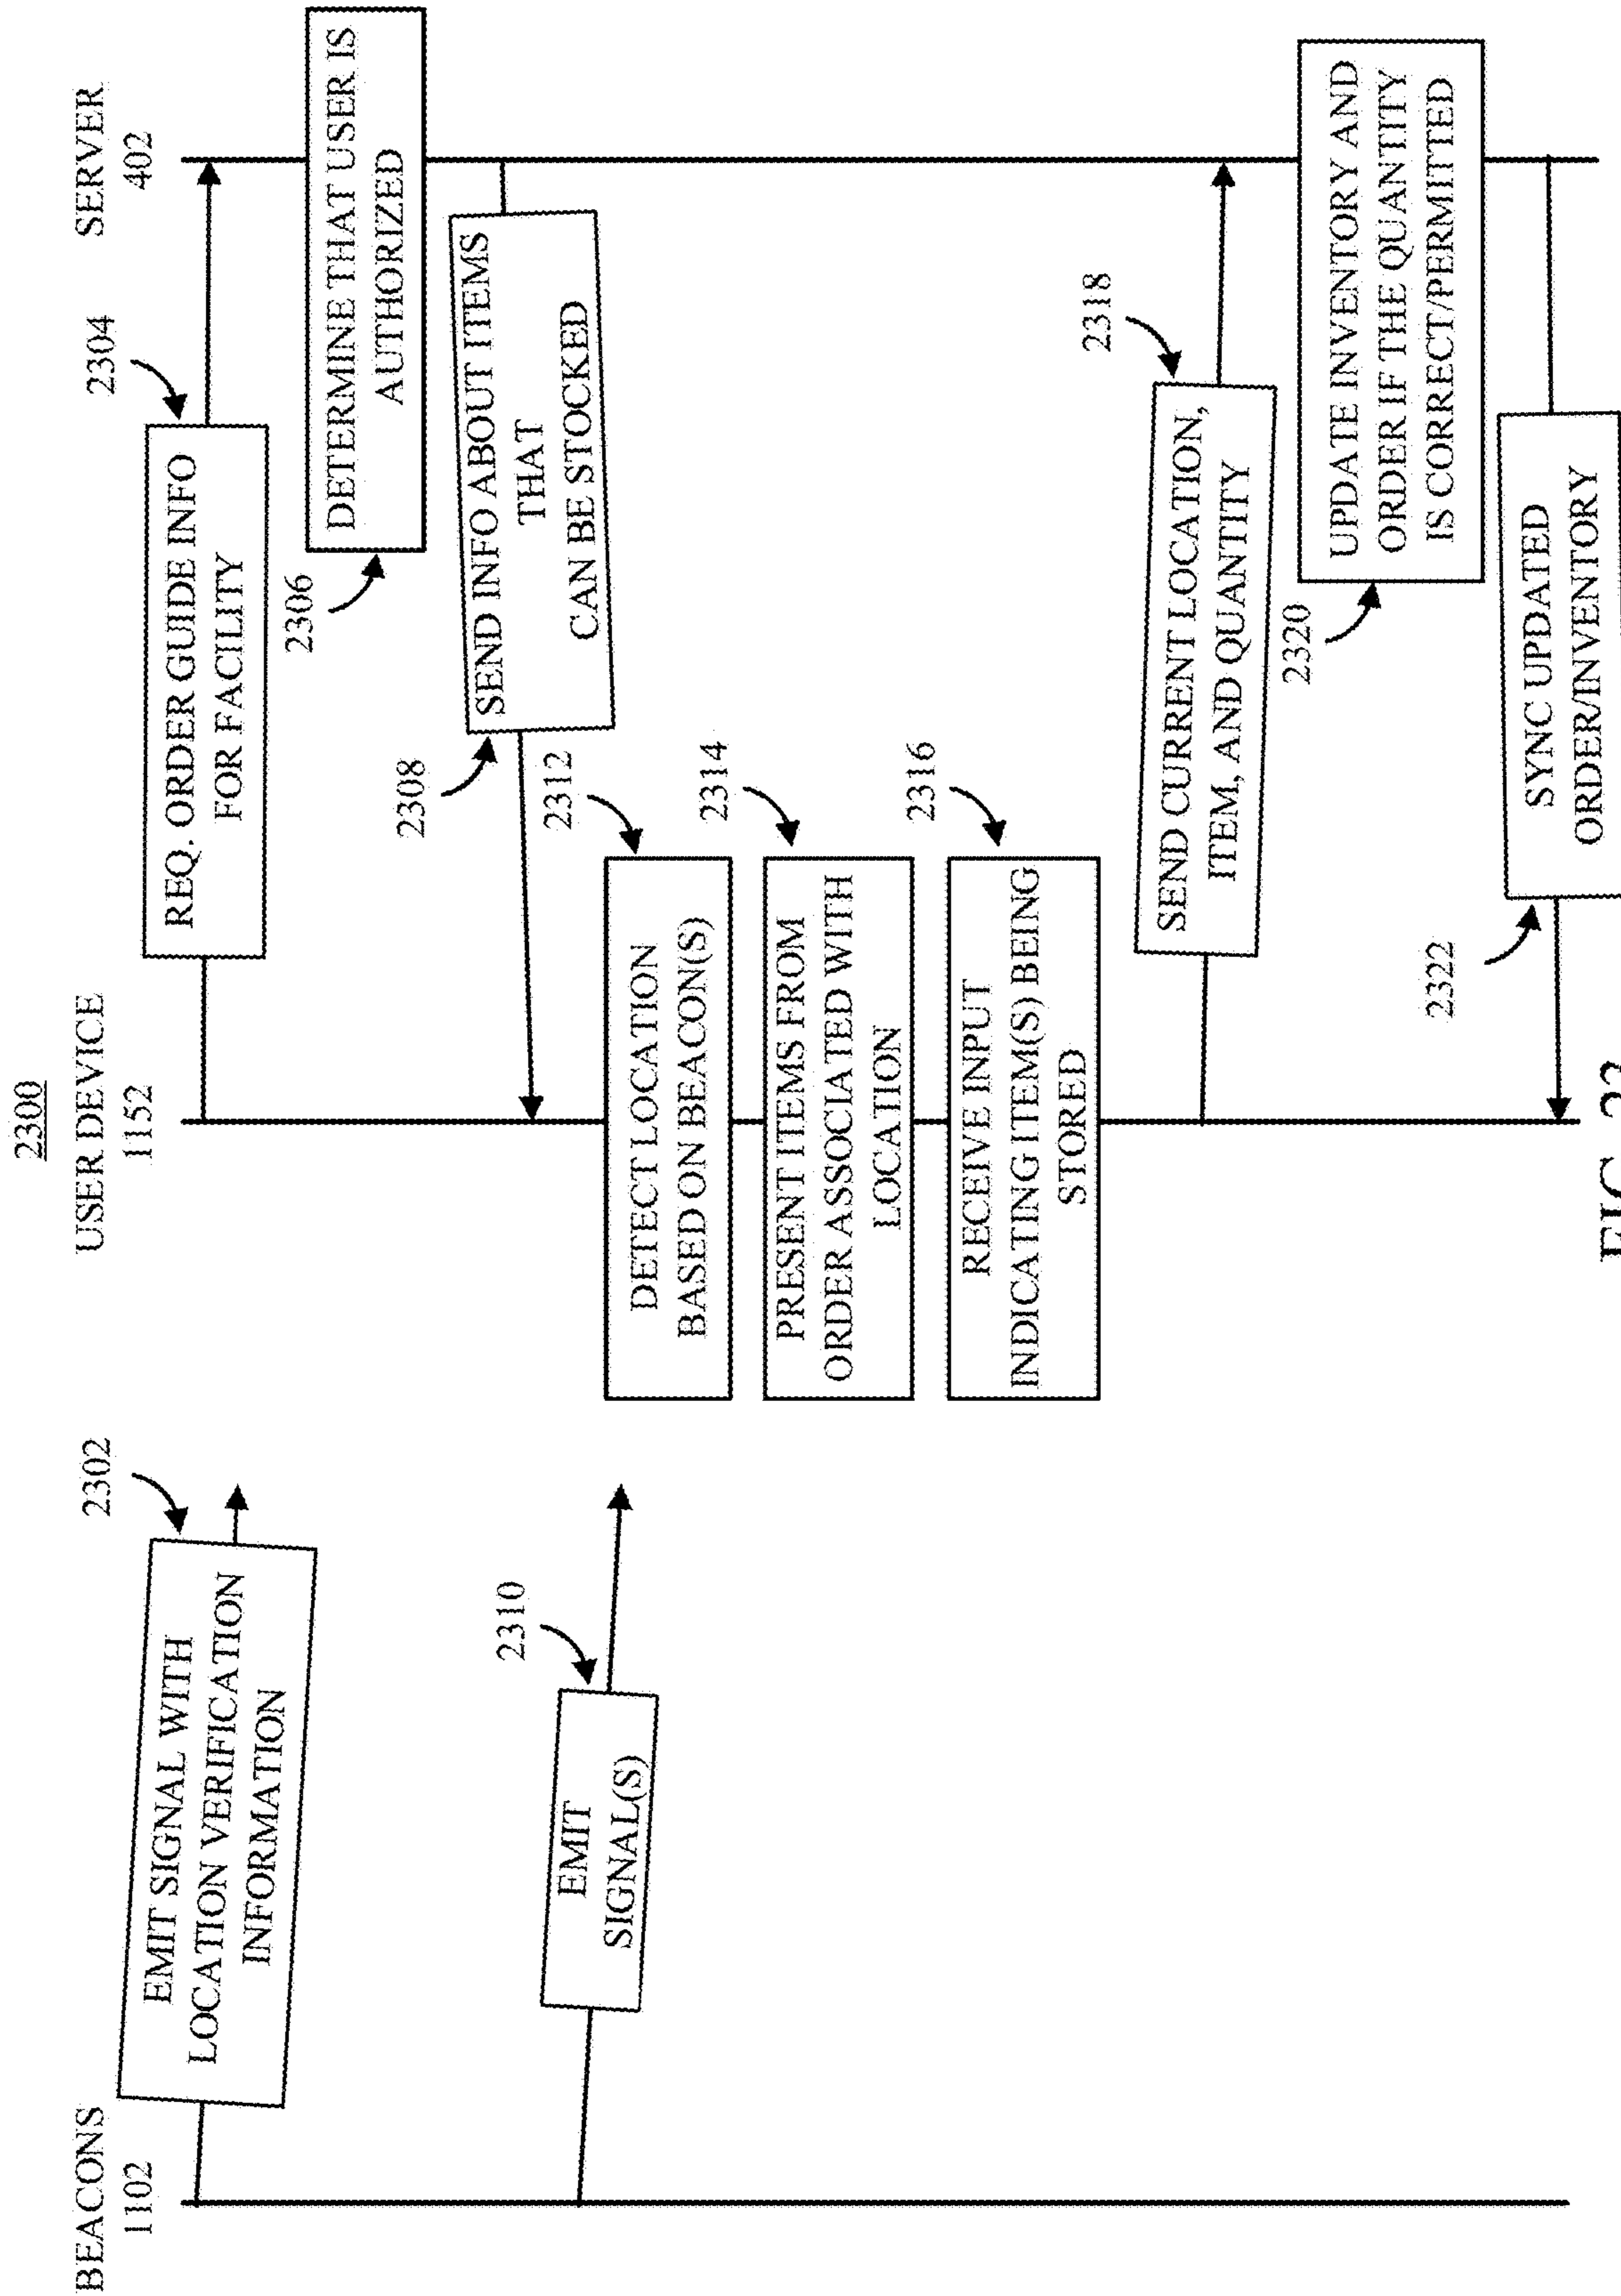 2300
BEACONS
1102
USER DEVICE
1152
SERVER
402
2302
EMIT SIGNAL WITH
LOCATION VERIFICATION
INFORMATION
2304
REQ. ORDER GUIDE INFO
FOR FACILITY
2306
DETERMINE THAT USER IS
AUTHORIZED
2308
SEND INFO ABOUT ITEMS
THAT
CAN BE STOCKED
2310
EMIT
SIGNAL(S)
2312
DETECT LOCATION
BASED ON BEACON(S)
2314
PRESENT ITEMS FROM
ORDER ASSOCIATED WITH
LOCATION
2316
RECEIVE INPUT
INDICATING ITEM(S) BEING
STORED
2318
SEND CURRENT LOCATION,
ITEM, AND QUANTITY
2320
UPDATE INVENTORY AND
ORDER IF THE QUANTITY
IS CORRECT/PERMITTED
2322
SYNC UPDATED
ORDER/INVENTORY
FIG. 23